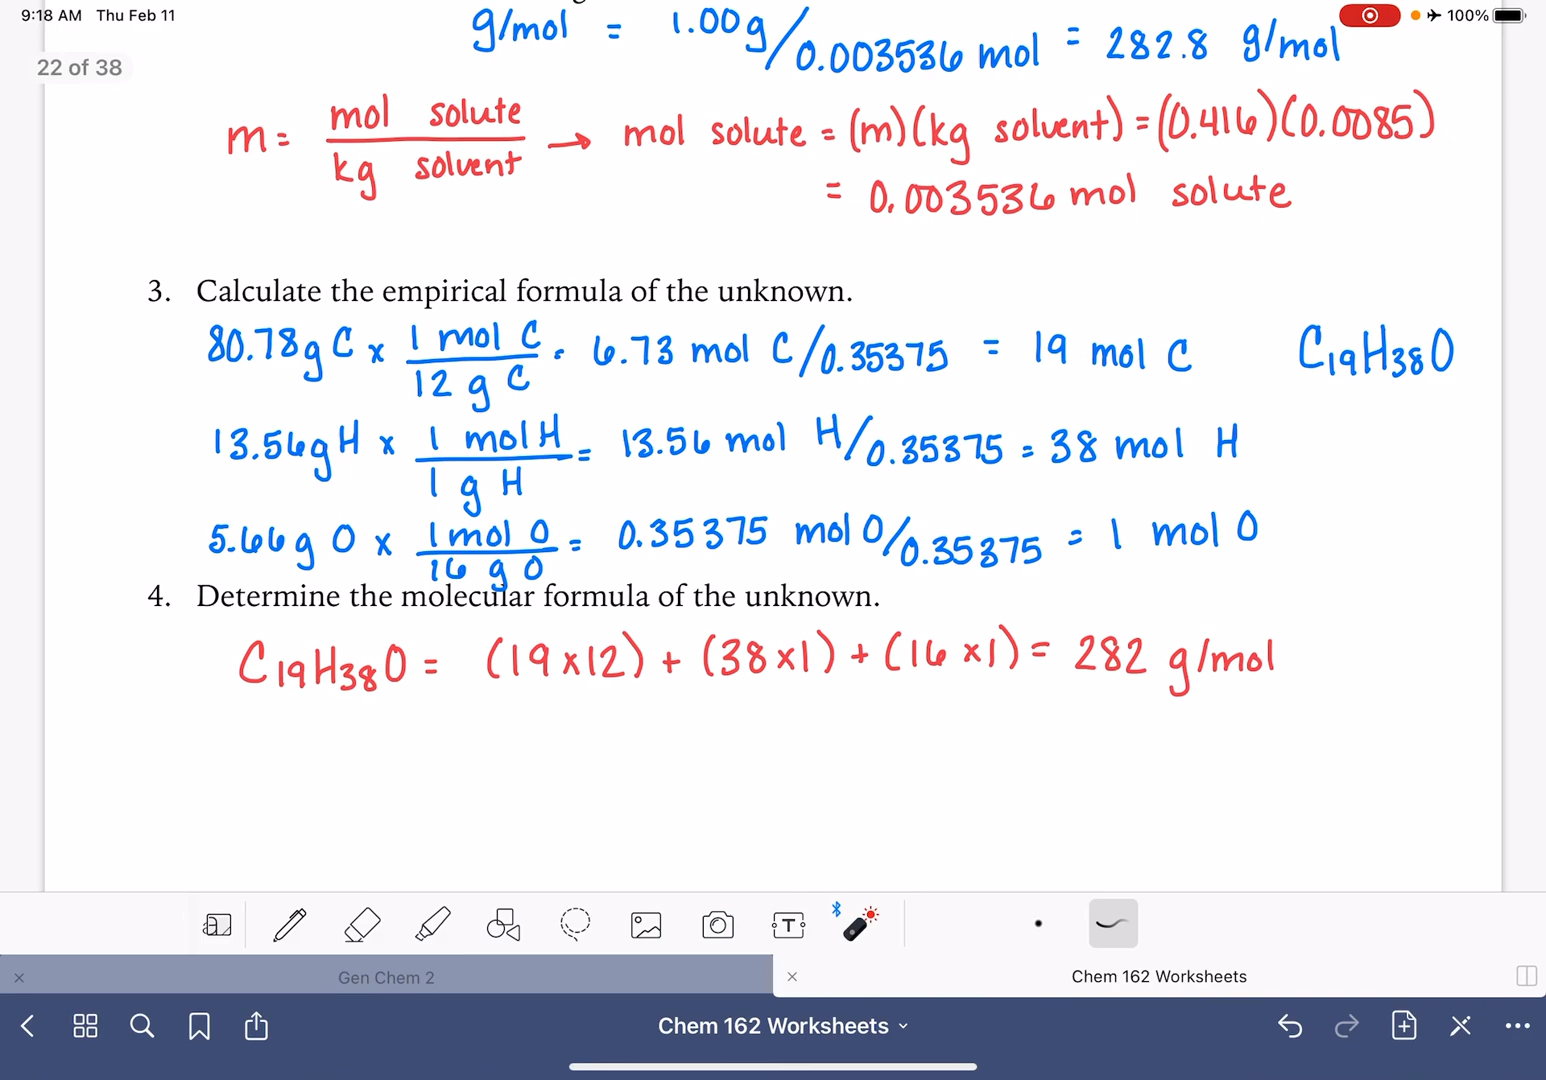 9:18 AM Thu Feb 11
100%
22 of 38
g/mol = 1.00g/0.003536 mol = 282.8 g/mol
m = mol solute / kg solvent → mol solute = (m)(kg solvent) = (0.416)(0.0085)
= 0.003536 mol solute
3. Calculate the empirical formula of the unknown.
80.78g C x 1 mol C / 12 g C = 6.73 mol C/0.35375 = 19 mol C C₁₉H₃₈O
13.56g H x 1 mol H / 1 g H = 13.56 mol H/0.35375 = 38 mol H
5.66g O x 1 mol O / 16 g O = 0.35375 mol O/0.35375 = 1 mol O
4. Determine the molecular formula of the unknown.
C₁₉H₃₈O = (19x12) + (38x1) + (16x1) = 282 g/mol
T
Gen Chem 2
Chem 162 Worksheets
Chem 162 Worksheets